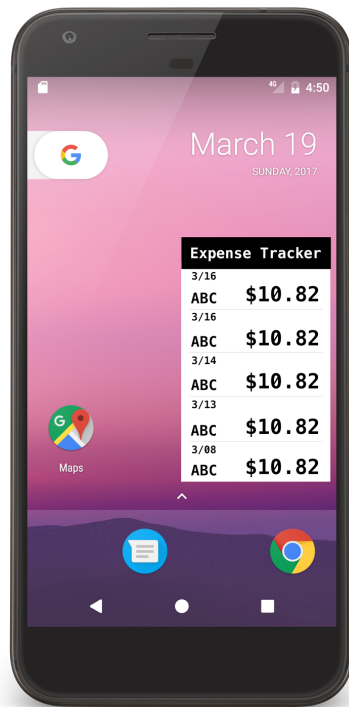 4G 4:50
G
March 19
SUNDAY, 2017
Expense Tracker
3/16
ABC $10.82
3/16
ABC $10.82
3/14
ABC $10.82
3/13
ABC $10.82
3/08
ABC $10.82
G
Maps